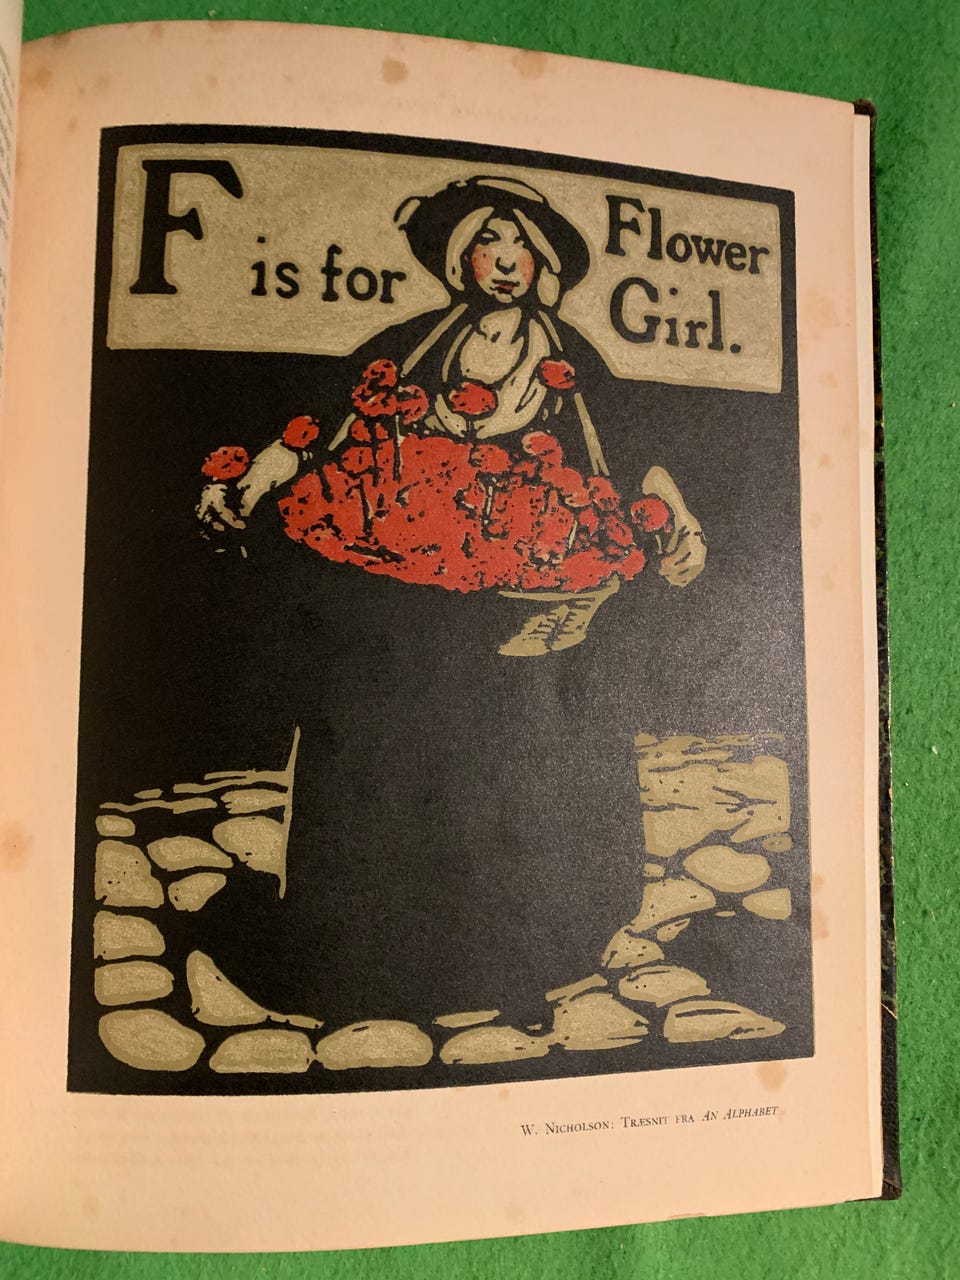 F is for
Flower
Girl.
W. NICHOLSON: TRÆSNIT FRA AN ALPHABET